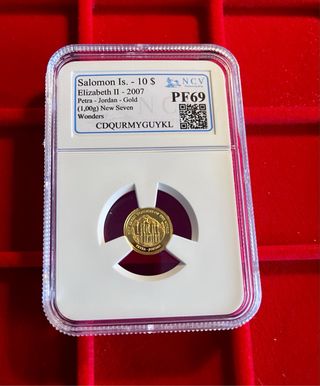 Salomon Is. - 10 $
Elizabeth II - 2007
Petra - Jordan - Gold
(1,00g) New Seven
Wonders
CDQURMYGUYKL
NCV
PF69